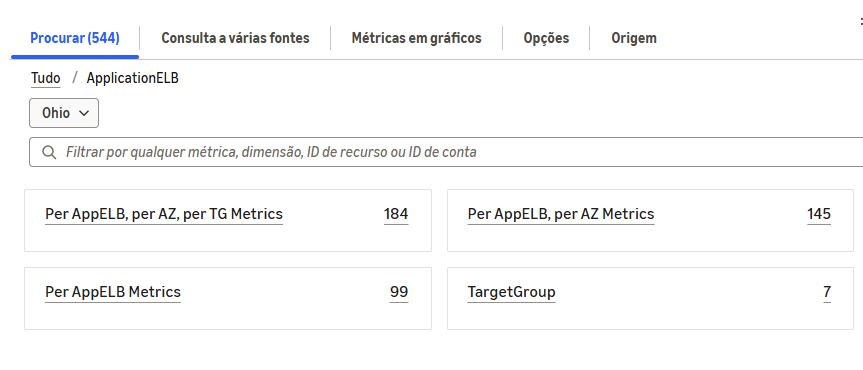 Procurar (544) Consulta a várias fontes Métricas em gráficos Opções Origem
Tudo / ApplicationELB
Ohio
Filtrar por qualquer métrica, dimensão, ID de recurso ou ID de conta
Per AppELB, per AZ, per TG Metrics 184 Per AppELB, per AZ Metrics 145
Per AppELB Metrics 99 TargetGroup 7